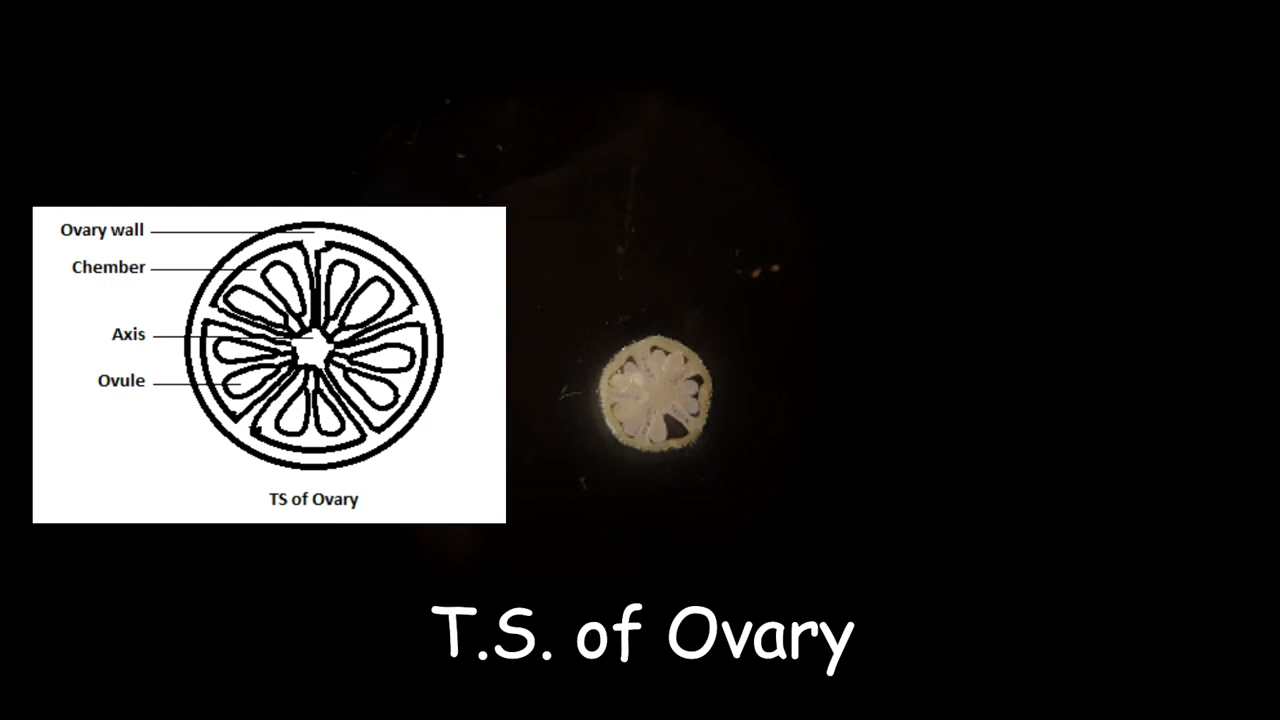 Ovary wall
Chember
Axis
Ovule
TS of Ovary
T.S. of Ovary